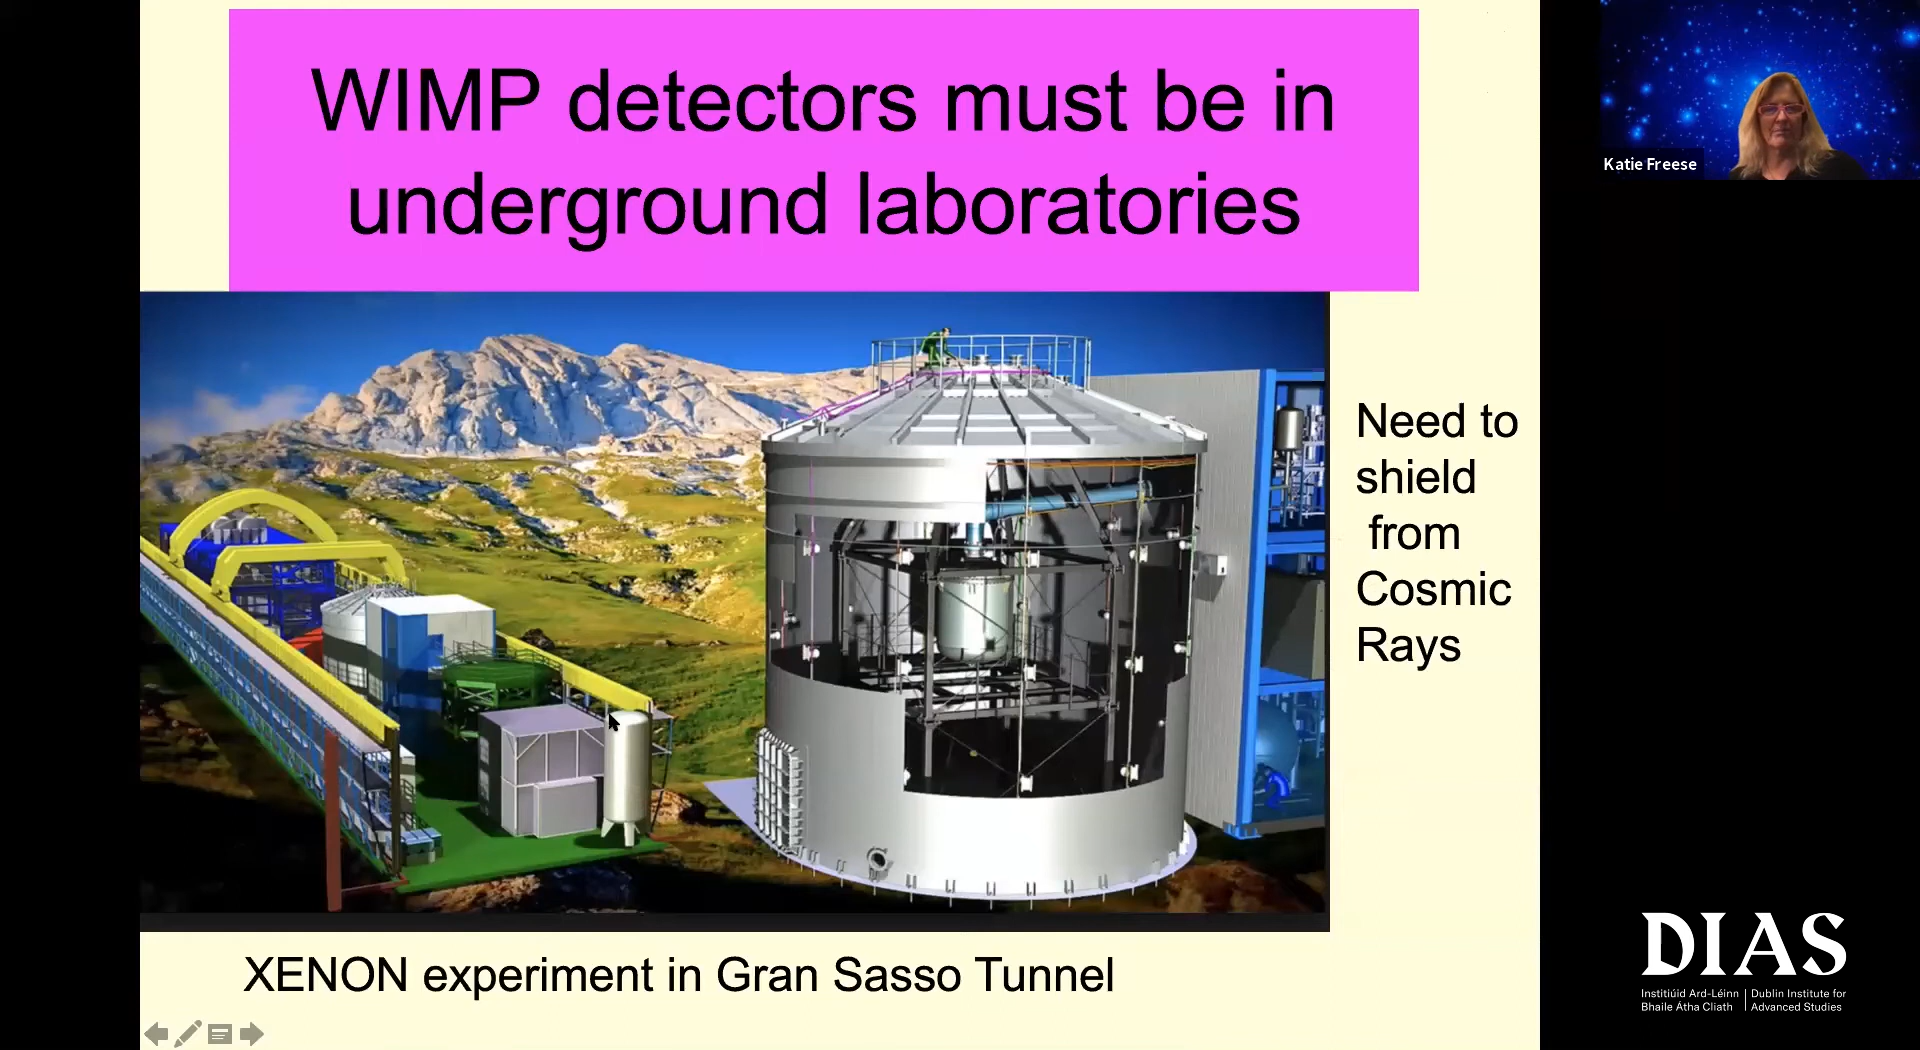 WIMP detectors must be in
underground laboratories
Katie Freese
Need to
shield
from
Cosmic
Rays
XENON experiment in Gran Sasso Tunnel
DIAS
Institiúid Ard-Léinn
Bhaile Átha Cliath
Dublin Institute for
Advanced Studies